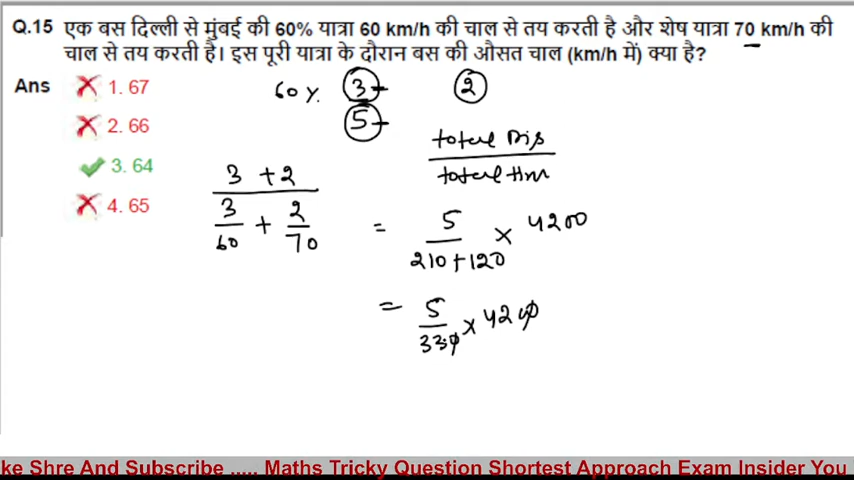 Q.15 एक बस दिल्ली से मुंबई की 60% यात्रा 60 km/h की चाल से तय करती है और शेष यात्रा 70 km/h की
चाल से तय करती है। इस पूरी यात्रा के दौरान बस की औसत चाल (km/h में) क्या है?
Ans 1. 67
2. 66
3. 64
4. 65
60 %. 3 2
5
total Dis
total tim
3 + 2
3/60 + 2/70
= 5/210+120 × 4200
= 5/330 × 4200
ke Shre And Subscribe ..... Maths Tricky Question Shortest Approach Exam Insider You